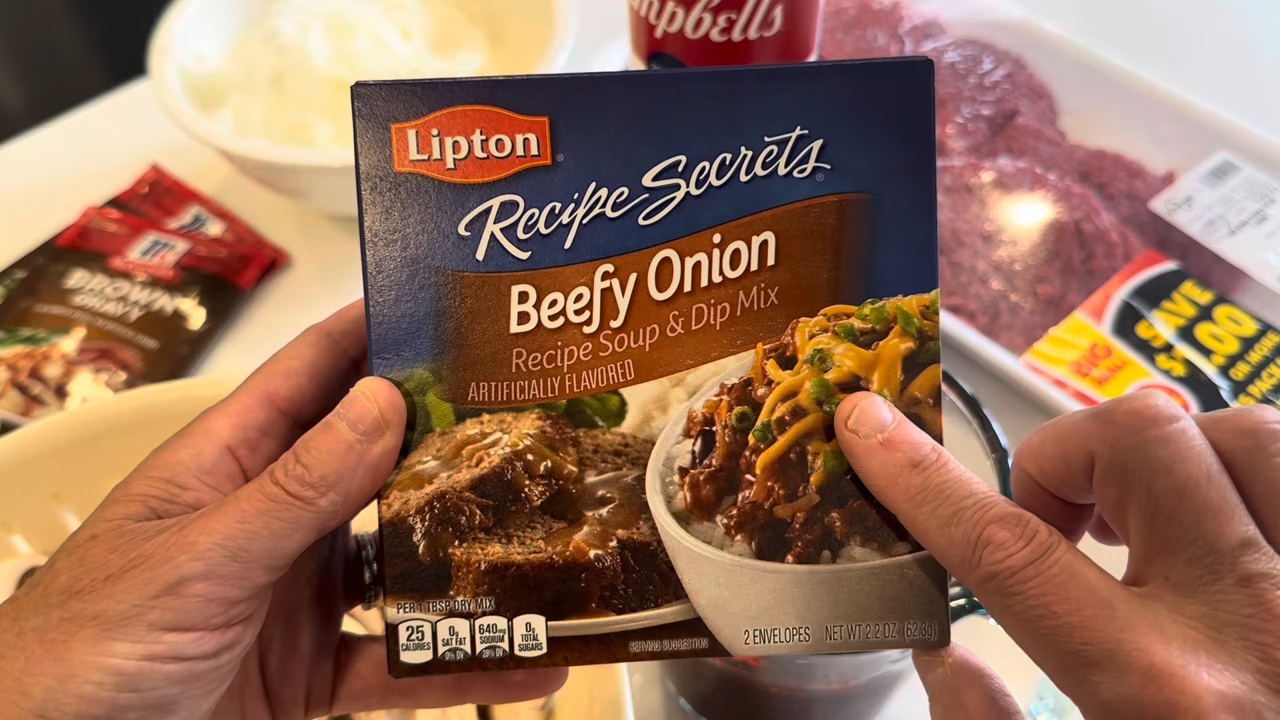 Campbells
Lipton
Recipe Secrets®
Beefy Onion
Recipe Soup & Dip Mix
ARTIFICIALLY FLAVORED
PER 1 TBSP DRY MIX
25 CALORIES
0g SAT FAT 0% DV
640mg SODIUM 28% DV
0g TOTAL SUGARS
SERVING SUGGESTION
2 ENVELOPES NET WT 2.2 OZ (62.3g)
BROWN
GRAVY
BIG
SAVE
$
.00